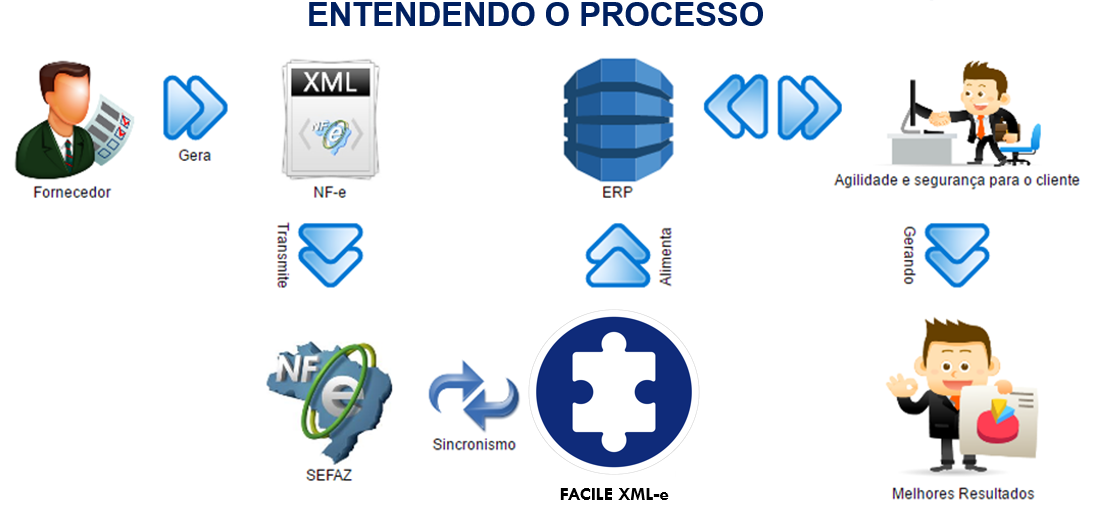 ENTENDENDO O PROCESSO
XML
NF-e
Gera
Fornecedor
NF-e
ERP
Agilidade e segurança para o cliente
Transmite
Alimenta
Gerando
NF e
Sincronismo
SEFAZ
FACILE XML-e
Melhores Resultados